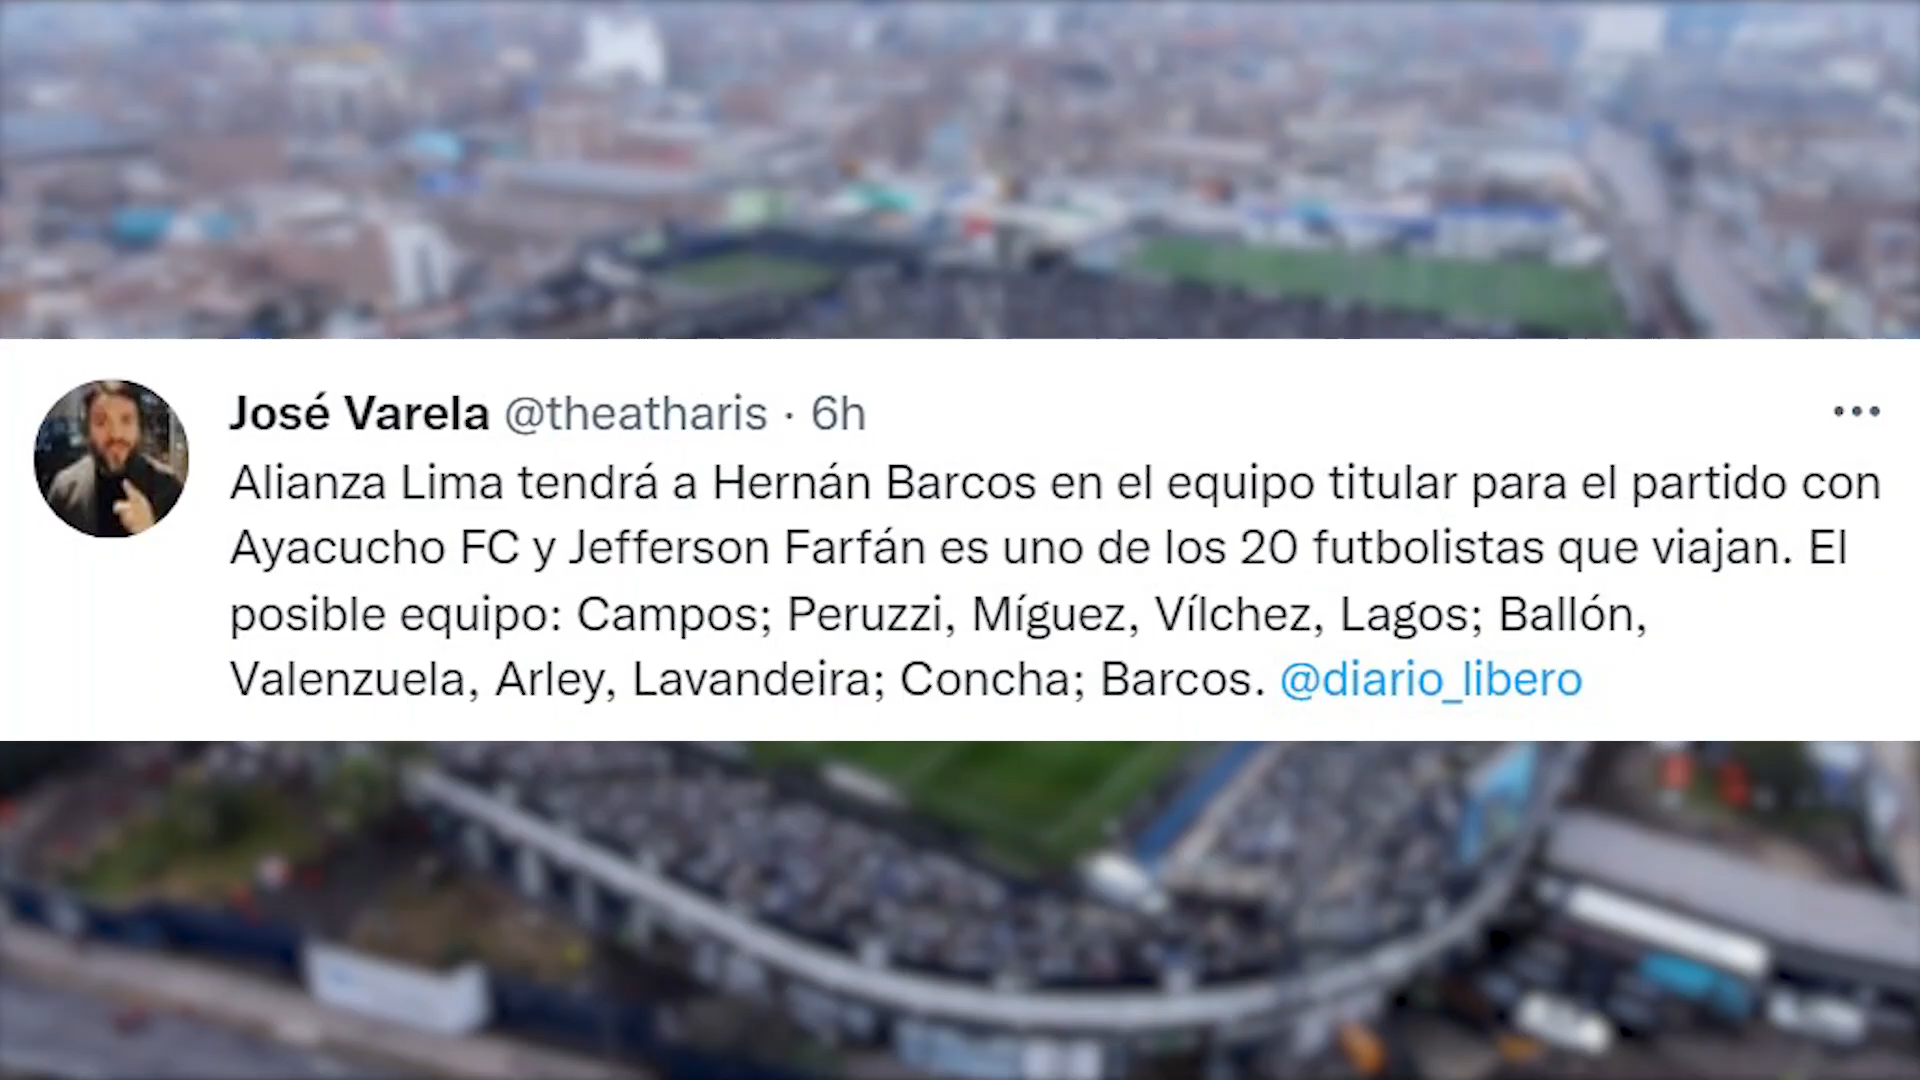 José Varela @theatharis · 6h
Alianza Lima tendrá a Hernán Barcos en el equipo titular para el partido con
Ayacucho FC y Jefferson Farfán es uno de los 20 futbolistas que viajan. El
posible equipo: Campos; Peruzzi, Míguez, Vílchez, Lagos; Ballón,
Valenzuela, Arley, Lavandeira; Concha; Barcos. @diario_libero